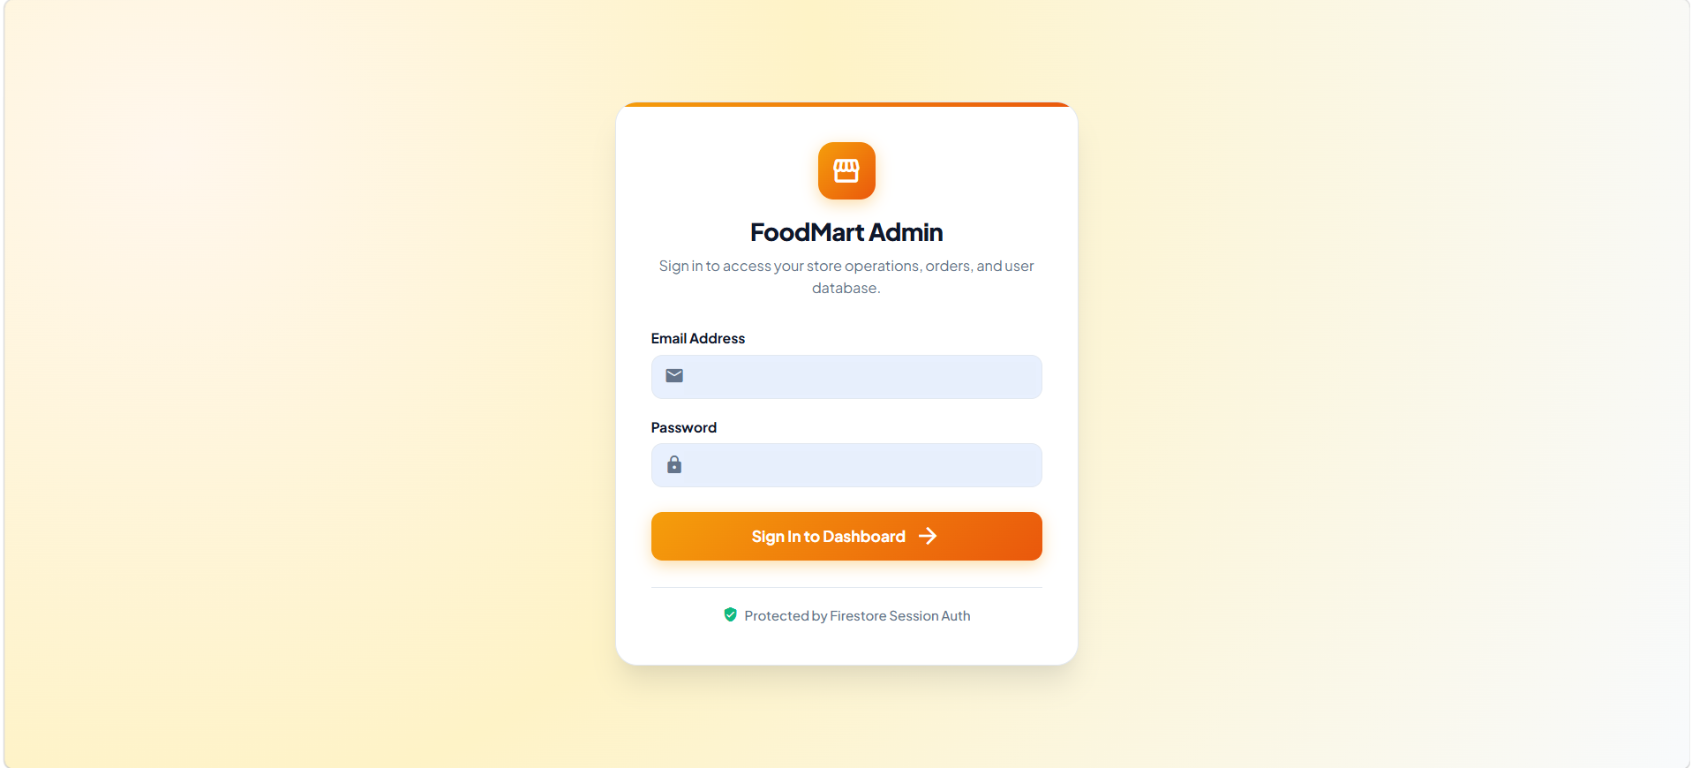 FoodMart Admin
Sign in to access your store operations, orders, and user
database.
Email Address
Password
Sign In to Dashboard
Protected by Firestore Session Auth